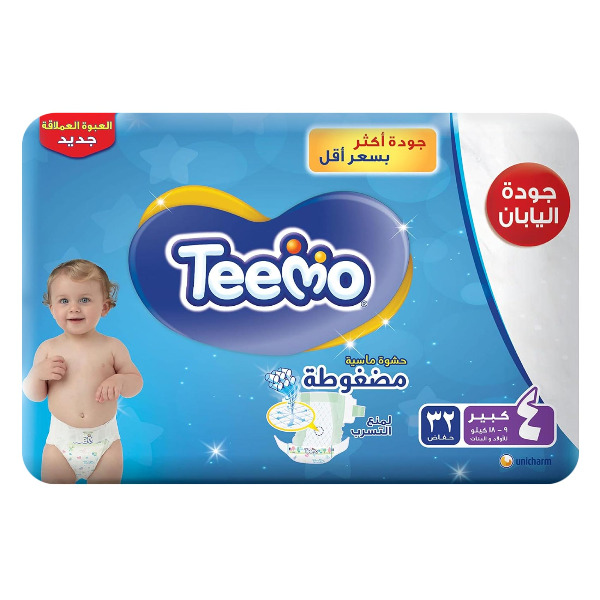 العبوة العملاقة
جديد
جودة أكثر
بسعر أقل
جودة
اليابان
Teemo
حشوة ماسية
مضغوطة
لمنع
التسرب
٣٢
حفاض
كبير
٩ - ١٨ كيلو
للأولاد و البنات
٤
unicharm